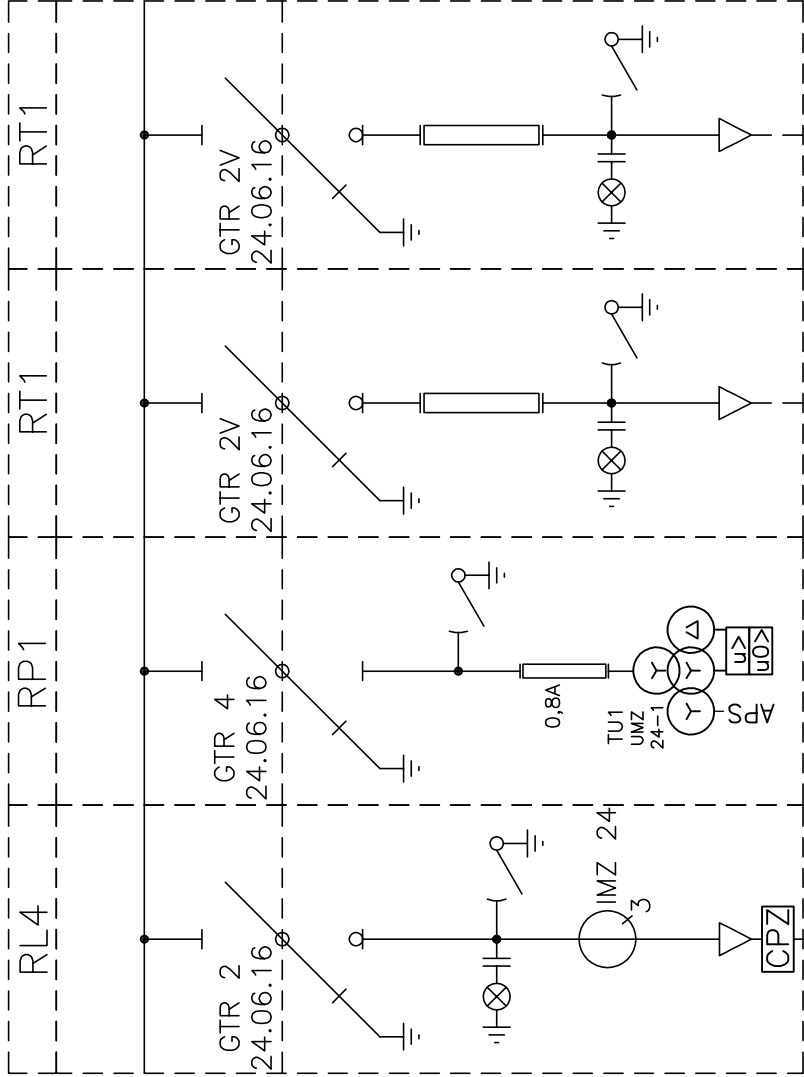 RT1
GTR 2V
24.06.16
RT1
GTR 2V
24.06.16
RP1
GTR 4
24.06.16
0,8A
TU1
UMZ
24-1
APS
U<
U0>
RL4
GTR 2
24.06.16
IMZ 24
3
CPZ